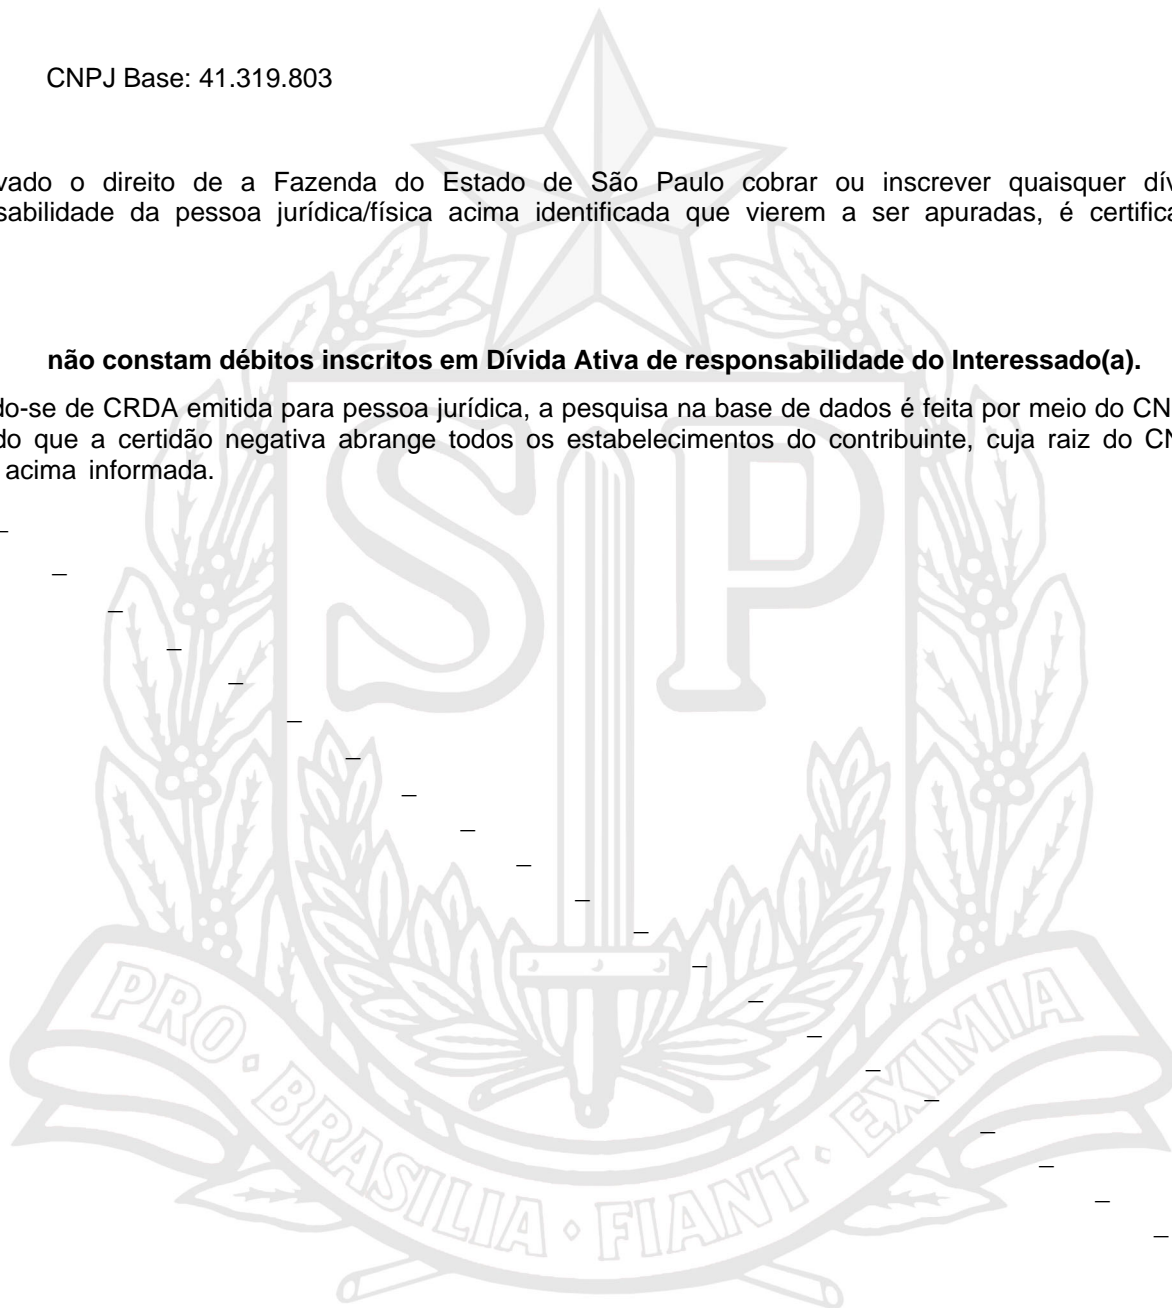 CNPJ Base: 41.319.803
vado o direito de a Fazenda do Estado de São Paulo cobrar ou inscrever quaisquer dív
sabilidade da pessoa jurídica/física acima identificada que vierem a ser apuradas, é certifica
não constam débitos inscritos em Dívida Ativa de responsabilidade do Interessado(a).
do-se de CRDA emitida para pessoa jurídica, a pesquisa na base de dados é feita por meio do CN
do que a certidão negativa abrange todos os estabelecimentos do contribuinte, cuja raiz do CN
acima informada.
SP
PRO • BRASILIA • FIANT • EXIMIA